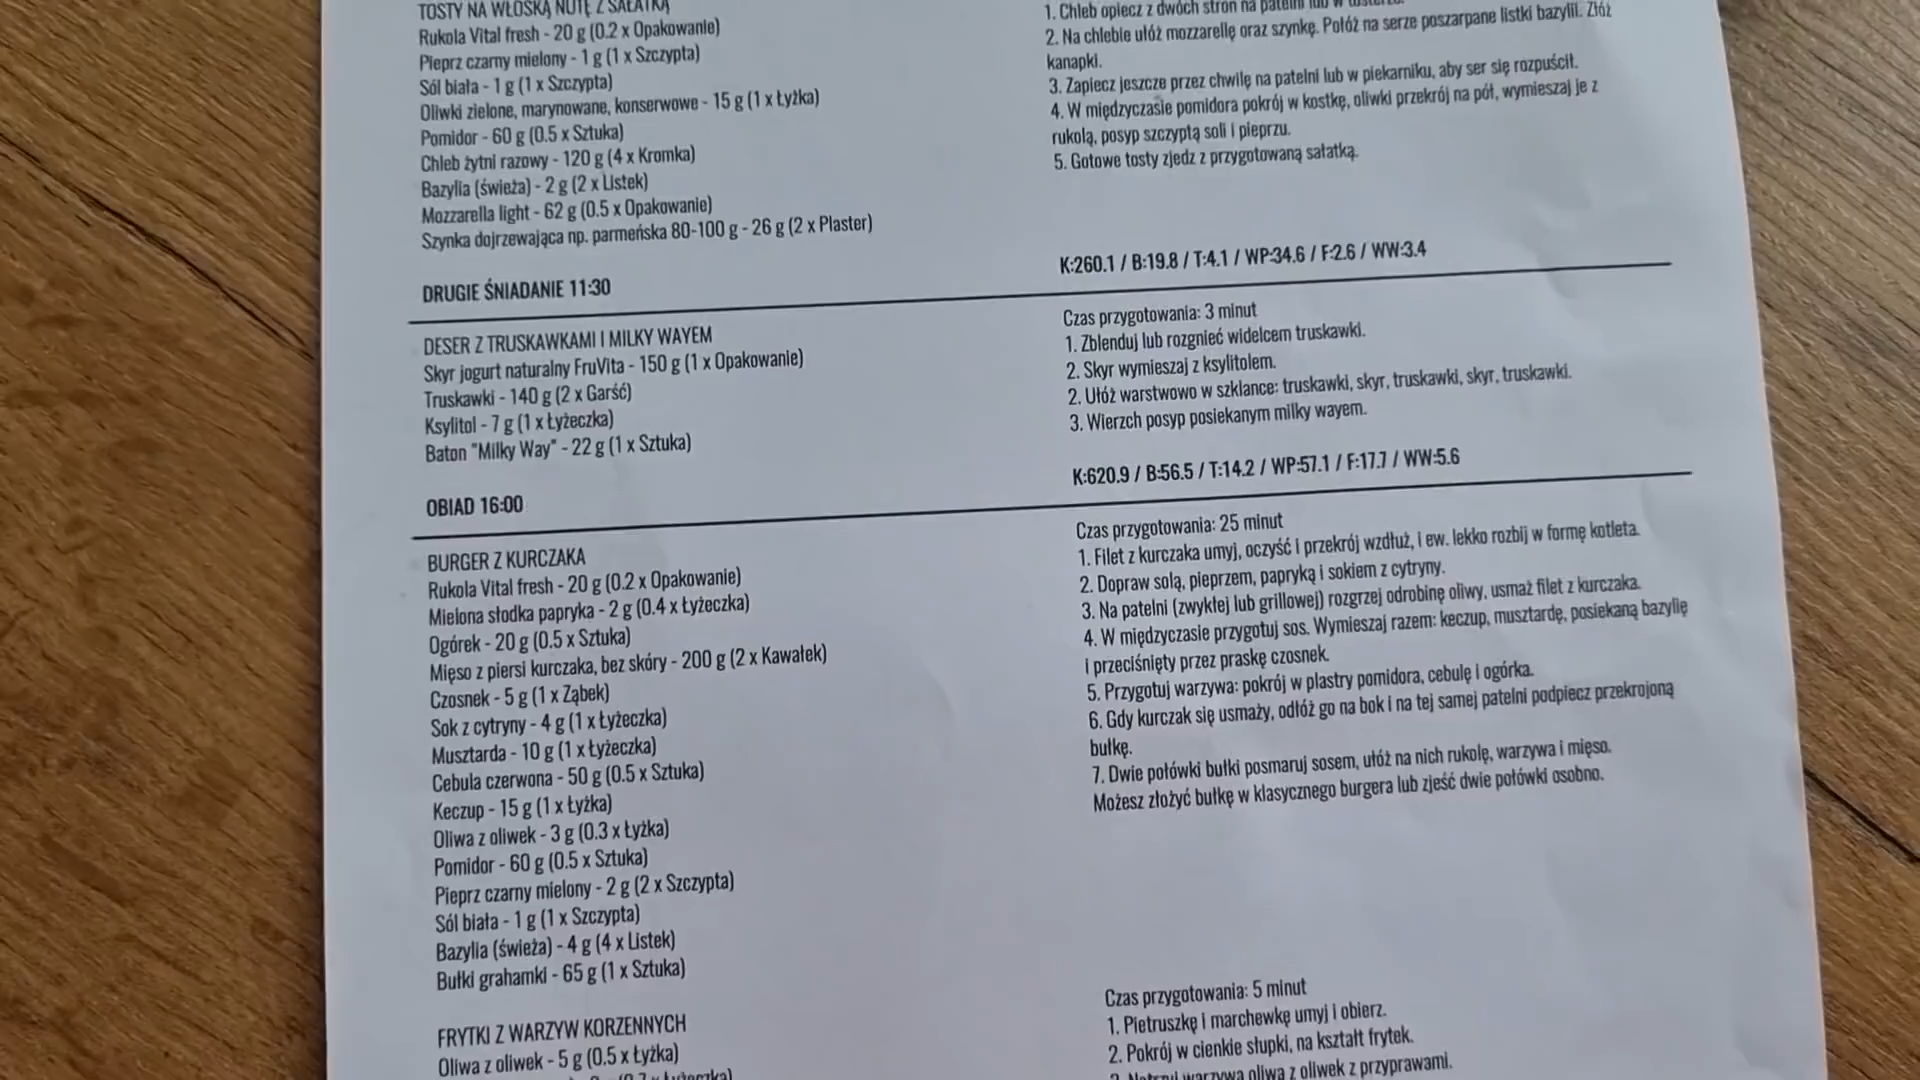 TOSTY NA WŁOSKĄ NUTĘ Z SAŁATKĄ
Rukola Vital fresh - 20 g (0.2 x Opakowanie)
Pieprz czarny mielony - 1 g (1 x Szczypta)
Sól biała - 1 g (1 x Szczypta)
Oliwki zielone, marynowane, konserwowe - 15 g (1 x Łyżka)
Pomidor - 60 g (0.5 x Sztuka)
Chleb żytni razowy - 120 g (4 x Kromka)
Bazylia (świeża) - 2 g (2 x Listek)
Mozzarella light - 62 g (0.5 x Opakowanie)
Szynka dojrzewająca np. parmeńska 80-100 g - 26 g (2 x Plaster)
1. Chleb opiecz z dwóch stron na patelni lub w
2. Na chlebie ułóż mozzarellę oraz szynkę. Połóż na serze poszarpane listki bazylii. Złóż
kanapki.
3. Zapiecz jeszcze przez chwilę na patelni lub w piekarniku, aby ser się rozpuścił.
4. W międzyczasie pomidora pokrój w kostkę, oliwki przekrój na pół, wymieszaj je z
rukolą, posyp szczyptą soli i pieprzu.
5. Gotowe tosty zjedz z przygotowaną sałatką.
DRUGIE ŚNIADANIE 11:30
K:260.1 / B:19.8 / T:4.1 / WP:34.6 / F:2.6 / WW:3.4
DESER Z TRUSKAWKAMI I MILKY WAYEM
Skyr jogurt naturalny FruVita - 150 g (1 x Opakowanie)
Truskawki - 140 g (2 x Garść)
Ksylitol - 7 g (1 x Łyżeczka)
Baton "Milky Way" - 22 g (1 x Sztuka)
Czas przygotowania: 3 minut
1. Zblenduj lub rozgnieć widelcem truskawki.
2. Skyr wymieszaj z ksylitolem.
2. Ułóż warstwowo w szklance: truskawki, skyr, truskawki, skyr, truskawki.
3. Wierzch posyp posiekanym milky wayem.
OBIAD 16:00
K:620.9 / B:56.5 / T:14.2 / WP:57.1 / F:17.7 / WW:5.6
BURGER Z KURCZAKA
Rukola Vital fresh - 20 g (0.2 x Opakowanie)
Mielona słodka papryka - 2 g (0.4 x Łyżeczka)
Ogórek - 20 g (0.5 x Sztuka)
Mięso z piersi kurczaka, bez skóry - 200 g (2 x Kawałek)
Czosnek - 5 g (1 x Ząbek)
Sok z cytryny - 4 g (1 x Łyżeczka)
Musztarda - 10 g (1 x Łyżeczka)
Cebula czerwona - 50 g (0.5 x Sztuka)
Keczup - 15 g (1 x Łyżka)
Oliwa z oliwek - 3 g (0.3 x Łyżka)
Pomidor - 60 g (0.5 x Sztuka)
Pieprz czarny mielony - 2 g (2 x Szczypta)
Sól biała - 1 g (1 x Szczypta)
Bazylia (świeża) - 4 g (4 x Listek)
Bułki grahamki - 65 g (1 x Sztuka)
Czas przygotowania: 25 minut
1. Filet z kurczaka umyj, oczyść i przekrój wzdłuż, i ew. lekko rozbij w formę kotleta.
2. Dopraw solą, pieprzem, papryką i sokiem z cytryny.
3. Na patelni (zwykłej lub grillowej) rozgrzej odrobinę oliwy, usmaż filet z kurczaka.
4. W międzyczasie przygotuj sos. Wymieszaj razem: keczup, musztardę, posiekaną bazylię
i przeciśnięty przez praskę czosnek.
5. Przygotuj warzywa: pokrój w plastry pomidora, cebulę i ogórka.
6. Gdy kurczak się usmaży, odłóż go na bok i na tej samej patelni podpiecz przekrojoną
bułkę.
7. Dwie połówki bułki posmaruj sosem, ułóż na nich rukolę, warzywa i mięso.
Możesz złożyć bułkę w klasycznego burgera lub zjeść dwie połówki osobno.
FRYTKI Z WARZYW KORZENNYCH
Oliwa z oliwek - 5 g (0.5 x Łyżka)
Czas przygotowania: 5 minut
1. Pietruszkę i marchewkę umyj i obierz.
2. Pokrój w cienkie słupki, na kształt frytek.
warzywa oliwą z oliwek z przyprawami.